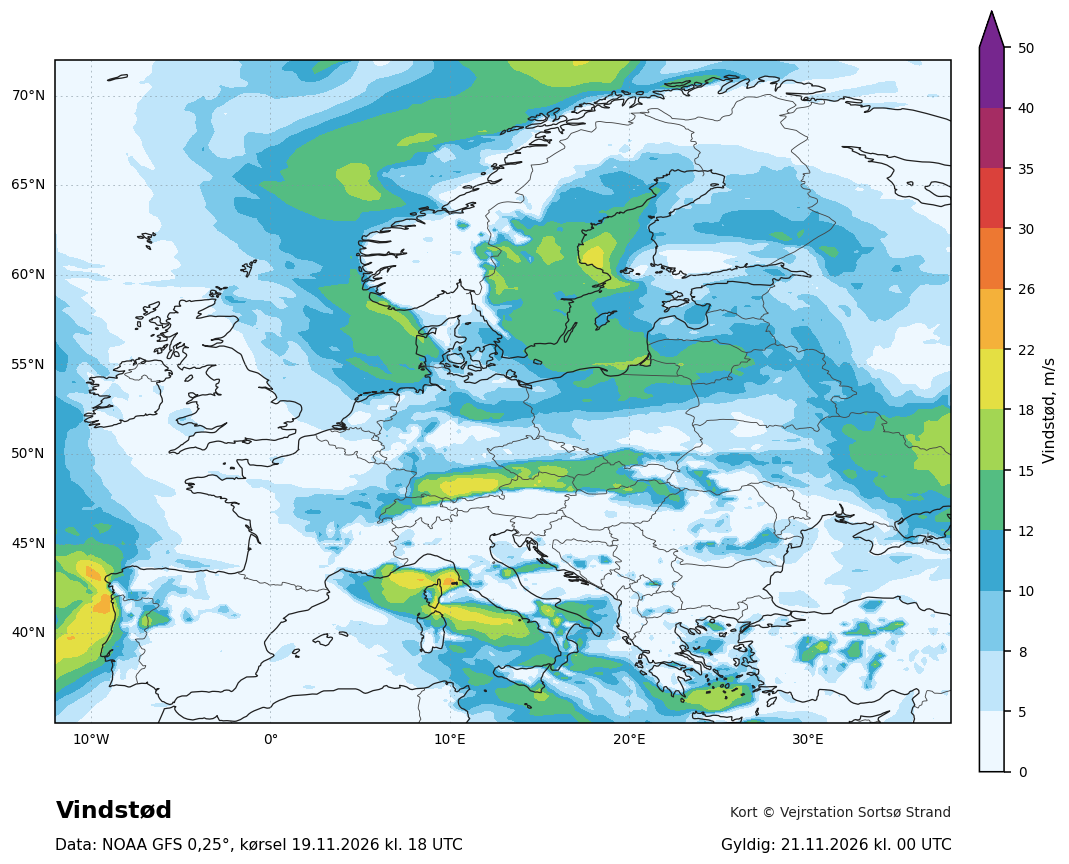 50
40
35
30
26
22
18
15
12
10
8
5
0
Vindstød, m/s
70°N
65°N
60°N
55°N
50°N
45°N
40°N
10°W
0°
10°E
20°E
30°E
Vindstød
Kort © Vejrstation Sortsø Strand
Data: NOAA GFS 0,25°, kørsel 19.11.2026 kl. 18 UTC
Gyldig: 21.11.2026 kl. 00 UTC